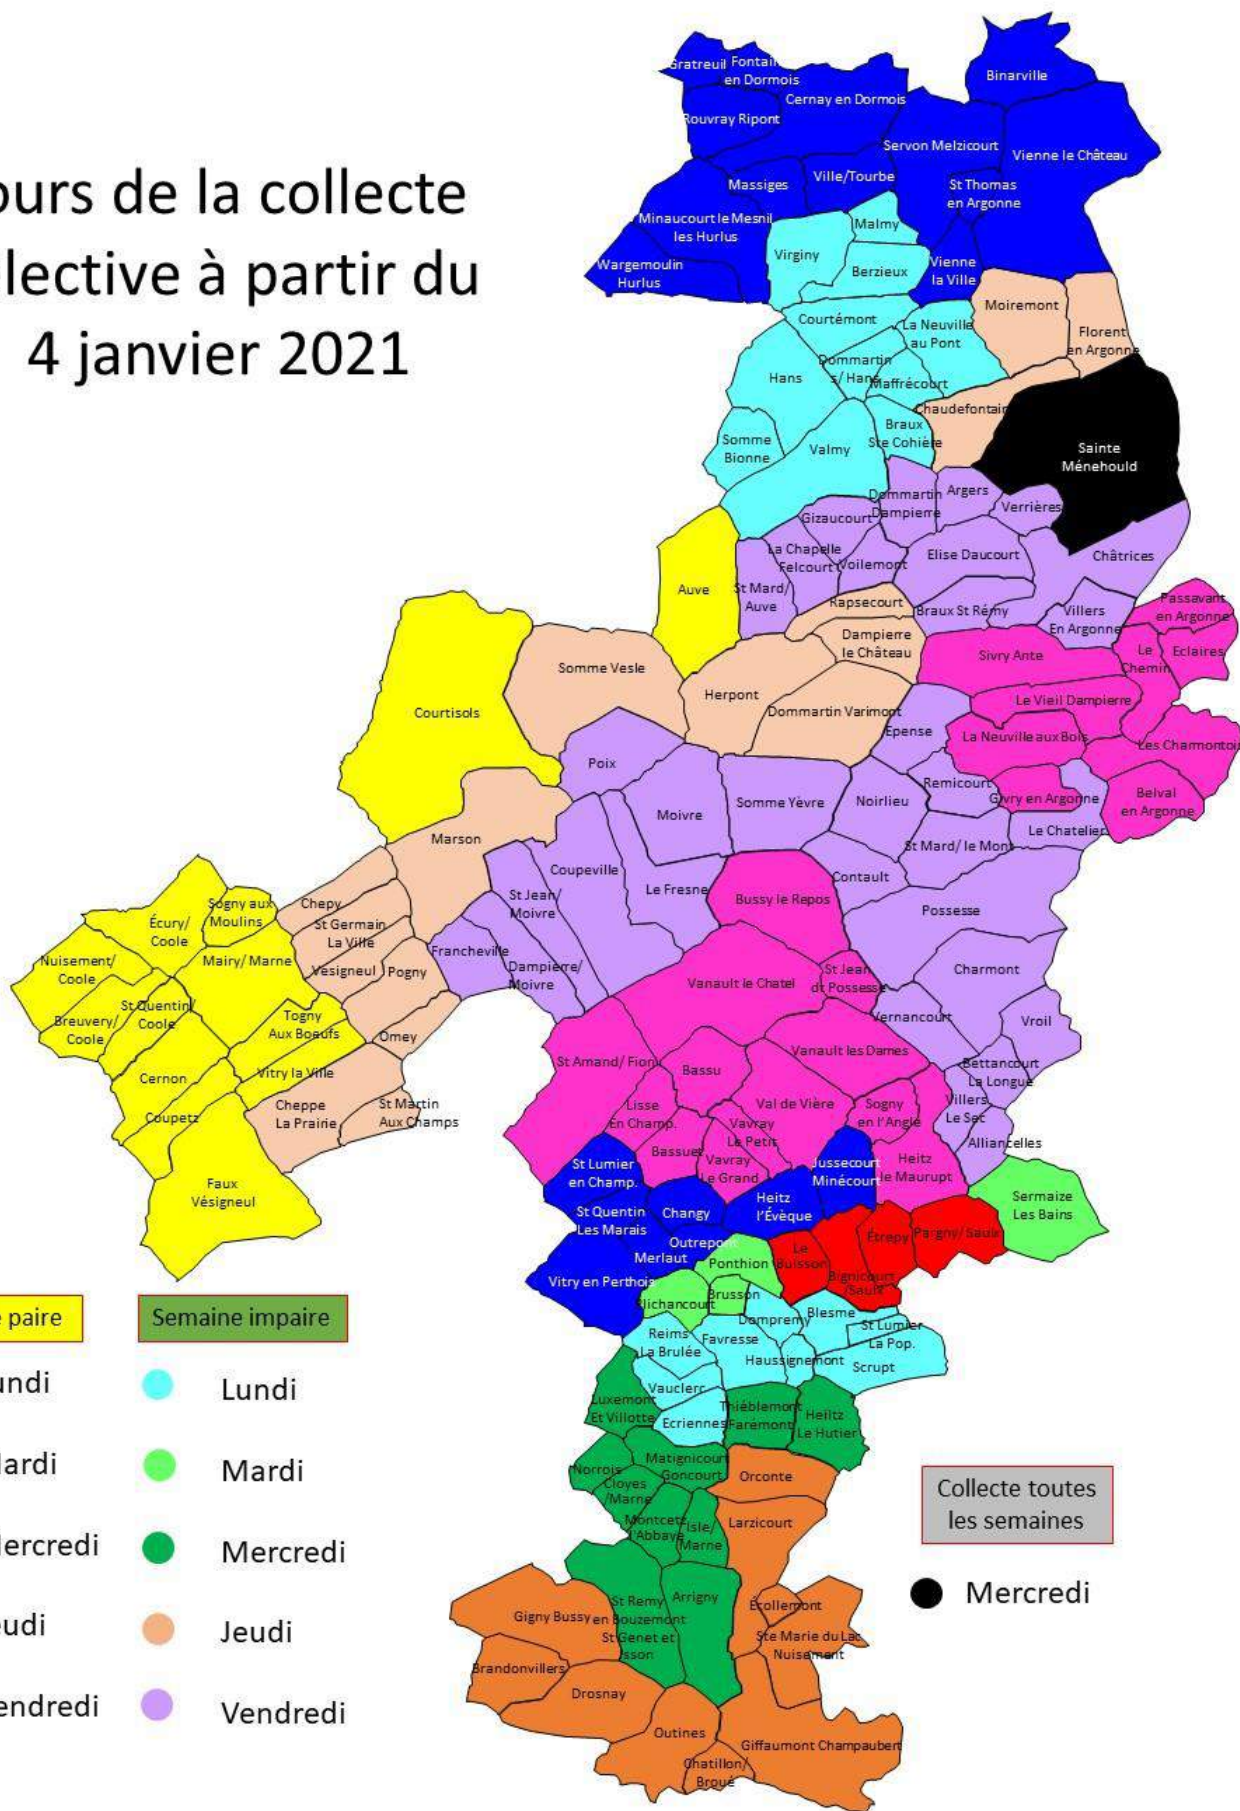 ours de la collecte
lective à partir du
4 janvier 2021
Gratreuil
Fontain
en Dormois
Binarville
Cernay en Dormois
Rouvray Ripont
Servon Melzicourt
Vienne le Château
Massiges
Ville/Tourbe
St Thomas
en Argonne
Minaucourt le Mesnil
les Hurlus
Malmy
Virginy
Berzieux
Vienne
la Ville
Wargemoulin
Hurlus
Moiremont
Courtémont
La Neuville
au Pont
Florent
en Argonne
Dommartin
s/ Hans
Hans
Maffrécourt
Chaudefontain
Braux
Ste Cohière
Somme
Bionne
Valmy
Sainte
Ménehould
Dommartin
Dampierre
Argers
Verrières
Gizaucourt
La Chapelle
Felcourt
Voilemont
Elise Daucourt
Châtrices
Auve
St Mard/
Auve
Rapsecourt
Braux St Rémy
Villers
En Argonne
Passavant
en Argonne
Dampierre
le Château
Sivry Ante
Le
Chemin
Eclaires
Somme Vesle
Herpont
Dommartin Varimont
Le Vieil Dampierre
Courtisols
Epense
La Neuville aux Bois
Les Charmontois
Poix
Remicourt
Givry en Argonne
Belval
en Argonne
Moivre
Somme Yèvre
Noirlieu
Le Chatelier
Marson
St Mard/ le Mont
Coupeville
Contault
Le Fresne
Bussy le Repos
Possesse
St Jean/
Moivre
Chepy
St Germain
La Ville
Sogny aux
Moulins
Écury/
Coole
Nuisement/
Coole
Mairy/ Marne
Vésigneul
Pogny
Francheville
Dampierre/
Moivre
Vanault le Chatel
St Jean
dt Possesse
Charmont
Breuvery/
Coole
St Quentin/
Coole
Togny
Aux Boeufs
Omey
Vernancourt
Vroil
Cernon
Vitry la Ville
St Amand/ Fion
Bassu
Vanault les Dames
Bettancourt
La Longue
Coupetz
Cheppe
La Prairie
St Martin
Aux Champs
Lisse
En Champ.
Val de Vière
Sogny
en l'Angle
Villers
Le Sec
Vavray
Le Petit
Alliancelles
Bassuet
Vavray
Le Grand
Jussecourt
Minécourt
Heitz
le Maurupt
Faux
Vésigneul
St Lumier
en Champ.
Sermaize
Les Bains
St Quentin
Les Marais
Changy
Heitz
l'Évèque
Outrepont
Merlaut
Le
Buisson
Étrepy
Pargny/ Saulx
Vitry en Perthois
Ponthion
Bignicourt
/Saulx
Plichancourt
Brusson
Dompremy
Blesme
St Lumier
La Pop.
Reims
La Brulée
Favresse
Haussignemont
Scrupt
Vauclerc
Luxemont
Et Villotte
Ecriennes
Thiéblemont
Farémont
Heiltz
Le Hutier
Norrois
Matignicourt
Goncourt
Orconte
Cloyes
/Marne
Montcetz
l'Abbaye
Isle/
Marne
Larzicourt
Gigny Bussy
St Remy
en Bouzemont
St Genet et
Isson
Arrigny
Écollemont
Ste Marie du Lac
Nuisement
Brandonvillers
Drosnay
Outines
Giffaumont Champaubert
Chatillon/
Broué
e paire
undi
ardi
ercredi
eudi
endredi
Semaine impaire
Lundi
Mardi
Mercredi
Jeudi
Vendredi
Collecte toutes
les semaines
Mercredi